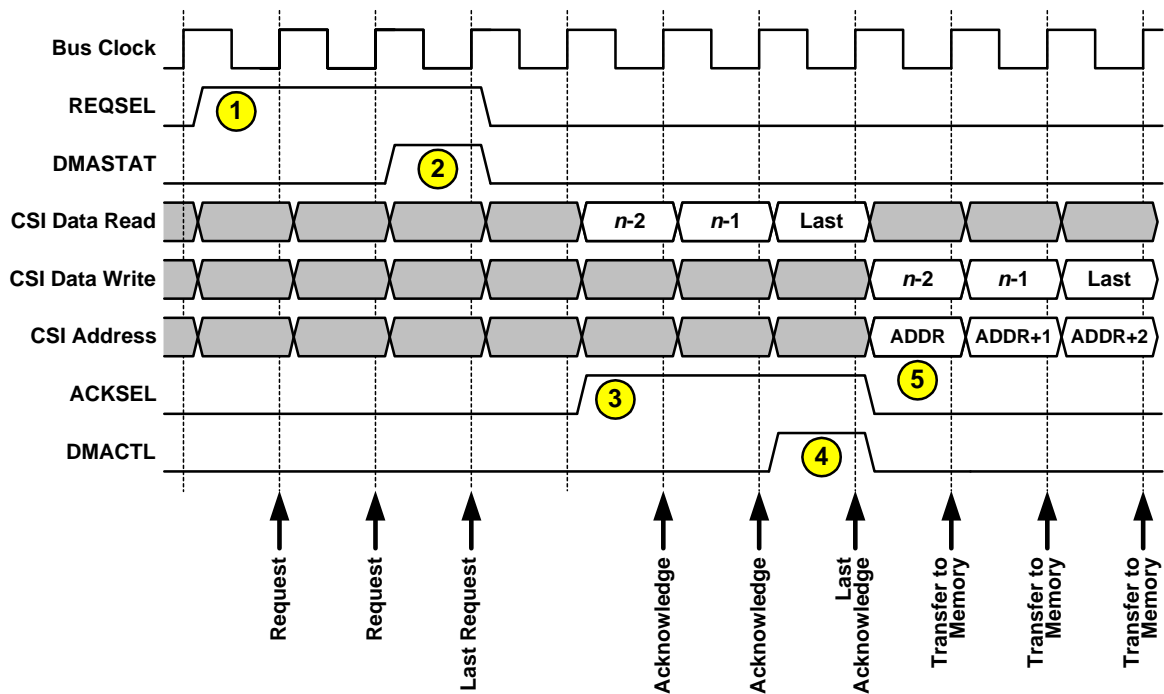 Bus Clock
REQSEL
1
DMASTAT
2
CSI Data Read
n-2
n-1
Last
CSI Data Write
n-2
n-1
Last
CSI Address
ADDR
ADDR+1
ADDR+2
ACKSEL
3
5
DMACTL
4
Request
Request
Last Request
Acknowledge
Acknowledge
Last
Acknowledge
Transfer to
Memory
Transfer to
Memory
Transfer to
Memory